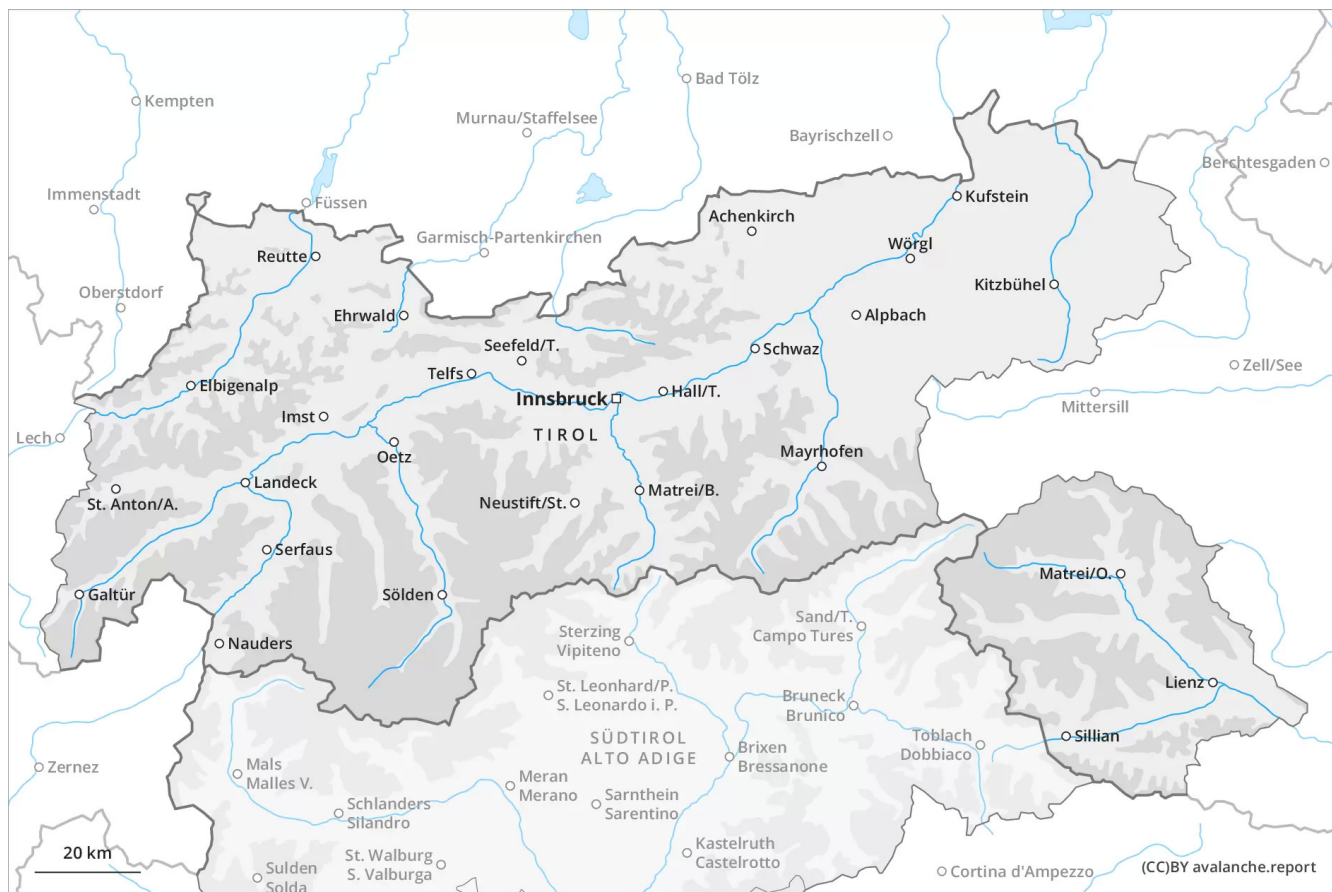 Bad Tölz
Kempten
Murnau/Staffelsee
Bayrischzell
Berchtesgaden
Immenstadt
Füssen
Kufstein
Achenkirch
Garmisch-Partenkirchen
Wörgl
Reutte
Kitzbühel
Oberstdorf
Ehrwald
Alpbach
Seefeld/T.
Schwaz
Zell/See
Telfs
Elbigenalp
Hall/T.
Innsbruck
Mittersill
Imst
Lech
TIROL
Oetz
Mayrhofen
Landeck
Matrei/B.
St. Anton/A.
Neustift/St.
Serfaus
Matrei/O.
Galtür
Sölden
Sand/T.
Campo Tures
Sterzing
Vipiteno
Nauders
Lienz
St. Leonhard/P.
S. Leonardo i. P.
Bruneck
Brunico
Toblach
Dobbiaco
Sillian
SÜDTIROL
ALTO ADIGE
Brixen
Bressanone
Zernez
Mals
Malles V.
Meran
Merano
Sarnthein
Sarentino
Schlanders
Silandro
Kastelruth
Castelrotto
20 km
St. Walburg
S. Valburga
Sulden
Solda
Cortina d'Ampezzo
(CC)BY avalanche.report